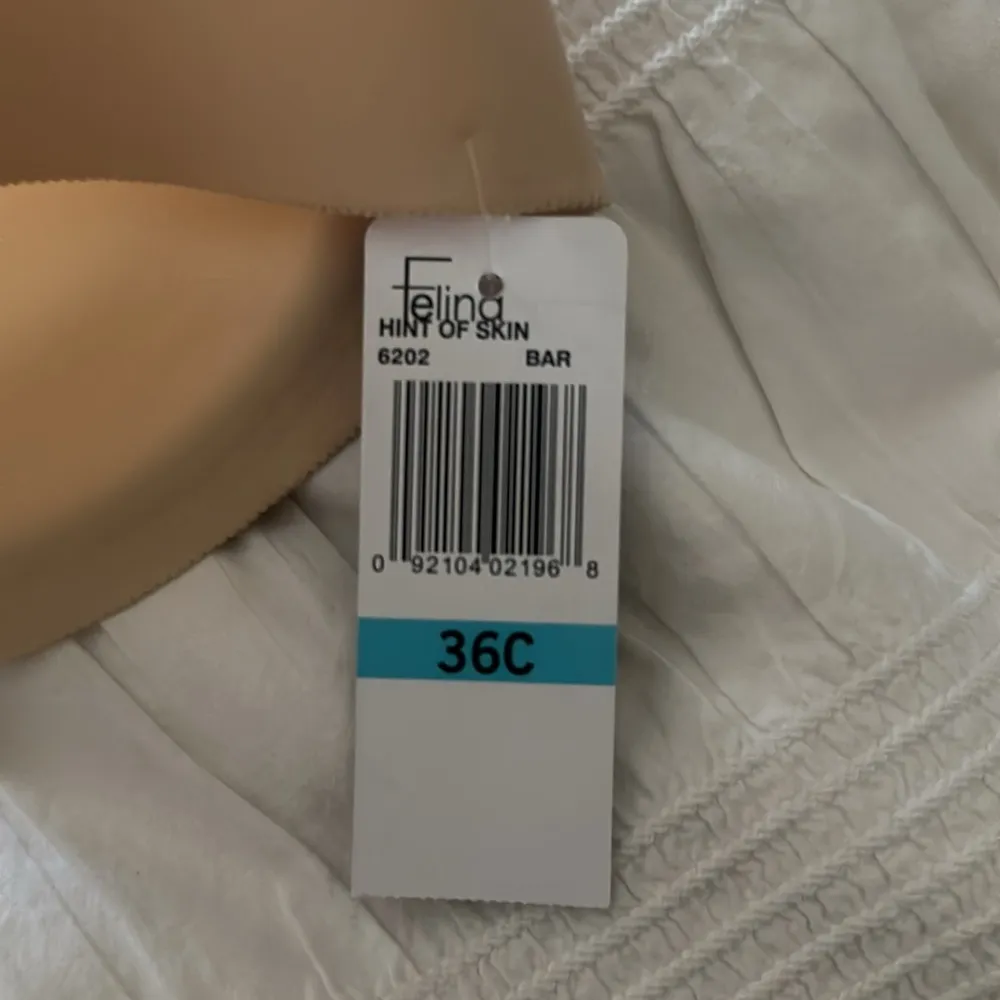 Felina
HINT OF SKIN
6202 BAR
0 92104 02196 8
36C